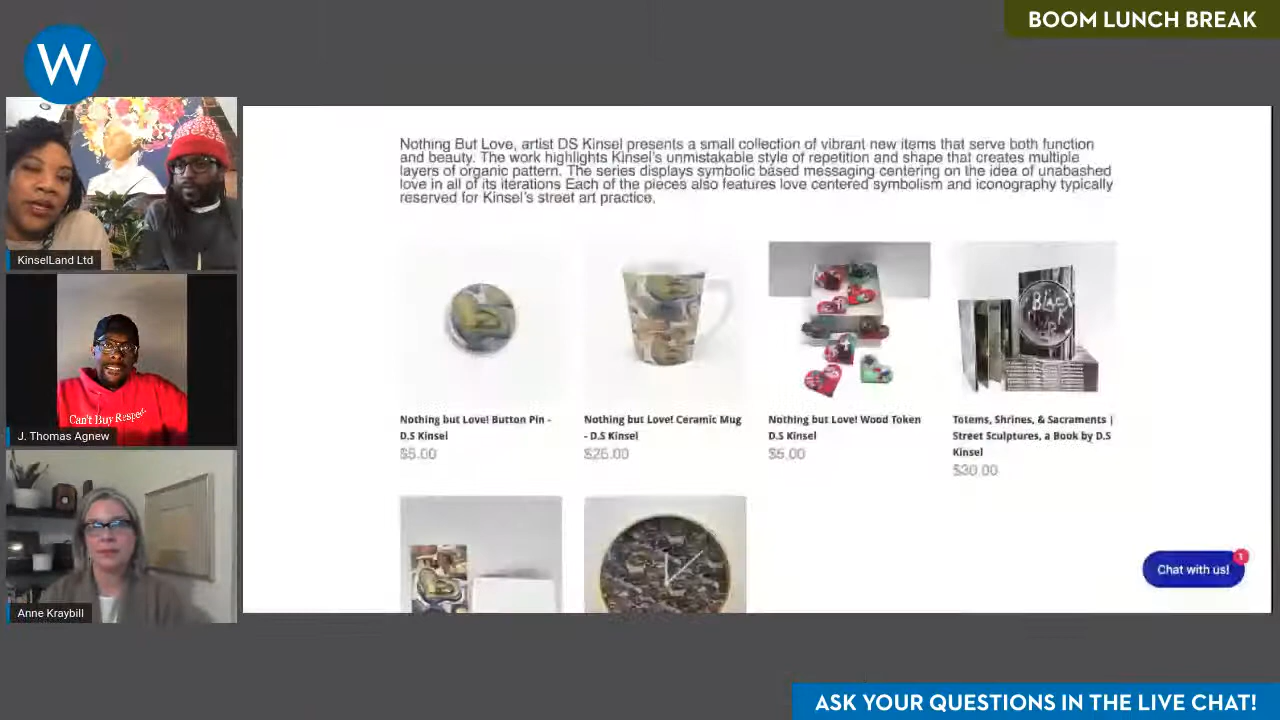 BOOM LUNCH BREAK
W
KinselLand Ltd
Can't Buy Respect
J. Thomas Agnew
Anne Kraybill
Nothing But Love, artist DS Kinsel presents a small collection of vibrant new items that serve both function
and beauty. The work highlights Kinsel's unmistakable style of repetition and shape that creates multiple
layers of organic pattern. The series displays symbolic based messaging centering on the idea of unabashed
love in all of its iterations Each of the pieces also features love centered symbolism and iconography typically
reserved for Kinsel's street art practice.
BLACK
Nothing but Love! Button Pin -
D.S Kinsel
$5.00
Nothing but Love! Ceramic Mug
- D.S Kinsel
$25.00
Nothing but Love! Wood Token
D.S Kinsel
$5.00
Totems, Shrines, & Sacraments |
Street Sculptures, a Book by D.S
Kinsel
$30.00
1
Chat with us!
ASK YOUR QUESTIONS IN THE LIVE CHAT!